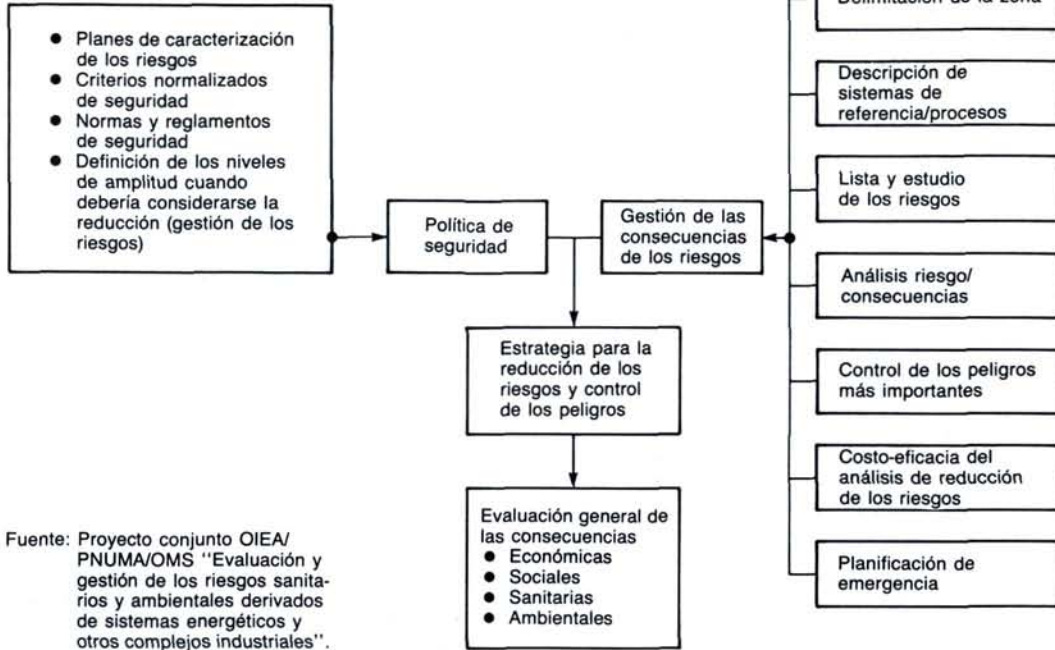 ● Planes de caracterización
de los riesgos
● Criterios normalizados
de seguridad
● Normas y reglamentos
de seguridad
● Definición de los niveles
de amplitud cuando
debería considerarse la
reducción (gestión de los
riesgos)
Política de
seguridad
Gestión de las
consecuencias
de los riesgos
Delimitación de la zona
Descripción de
sistemas de
referencia/procesos
Lista y estudio
de los riesgos
Análisis riesgo/
consecuencias
Control de los peligros
más importantes
Costo-eficacia del
análisis de reducción
de los riesgos
Planificación de
emergencia
Estrategia para la
reducción de los
riesgos y control
de los peligros
Evaluación general de
las consecuencias
● Económicas
● Sociales
● Sanitarias
● Ambientales
Fuente: Proyecto conjunto OIEA/
PNUMA/OMS ''Evaluación y
gestión de los riesgos sanita-
rios y ambientales derivados
de sistemas energéticos y
otros complejos industriales''.